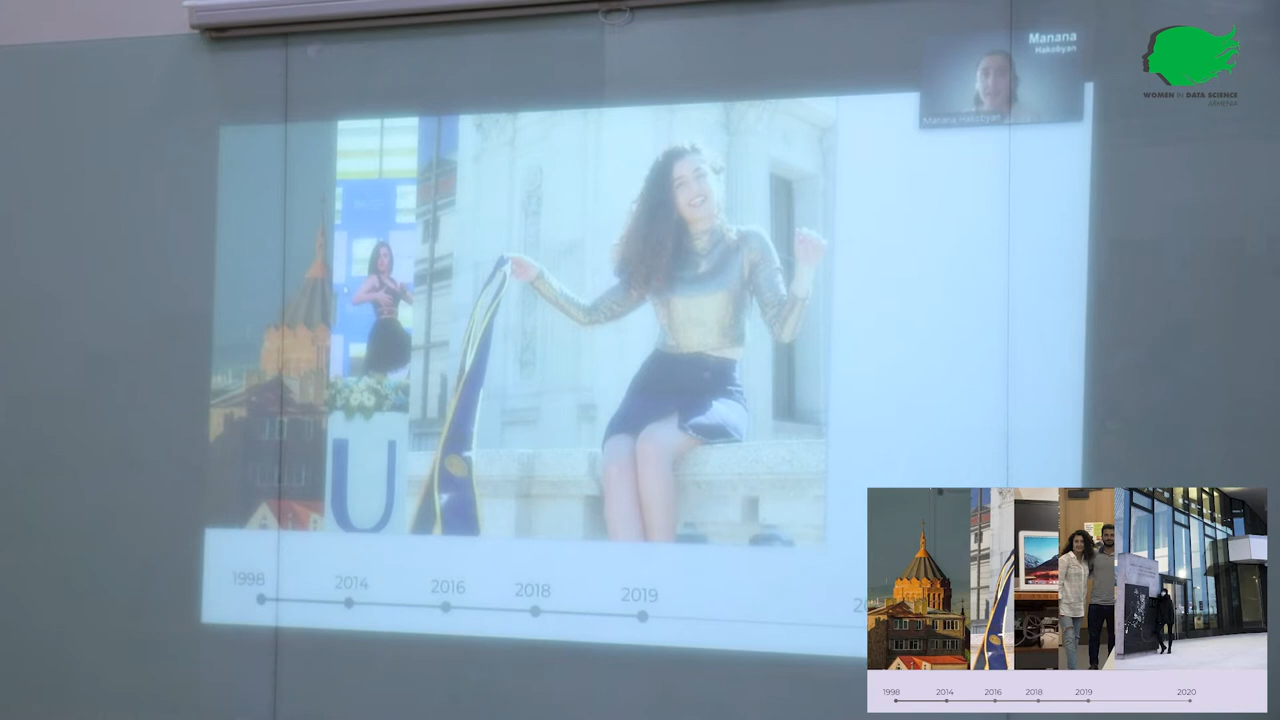 Manana
Hakobyan
Manana Hakobyan
WOMEN IN DATA SCIENCE
ARMENIA
U
1998
2014
2016
2018
2019
1998
2014
2016
2018
2019
2020